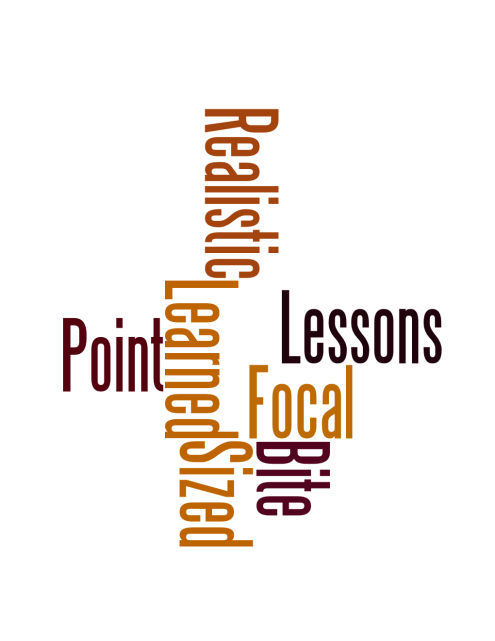 Realistic
Learned
Lessons
Point
Focal
Sized
Bite